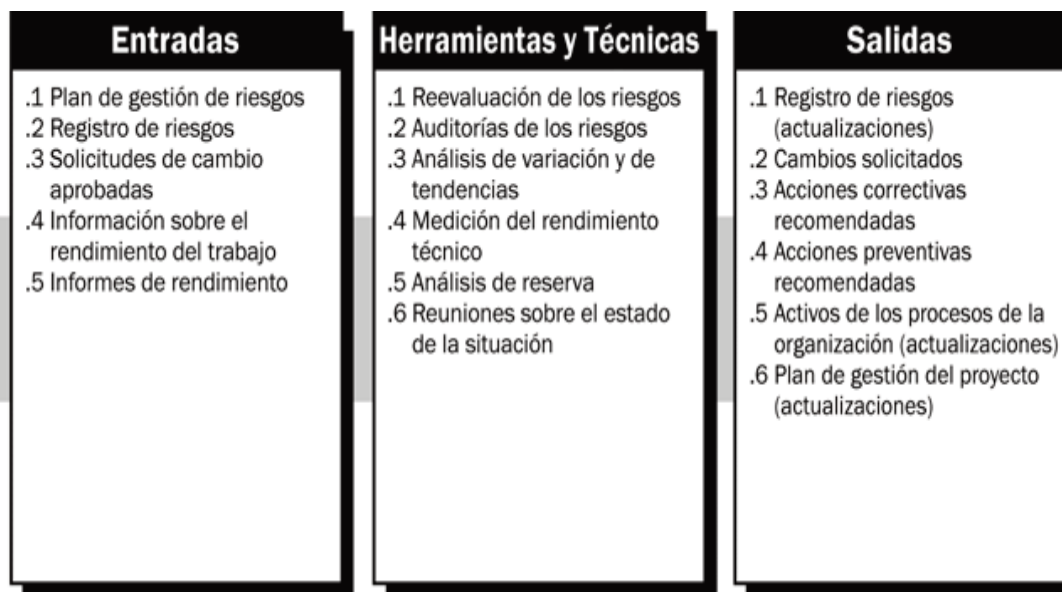 Entradas
.1 Plan de gestión de riesgos
.2 Registro de riesgos
.3 Solicitudes de cambio
aprobadas
.4 Información sobre el
rendimiento del trabajo
.5 Informes de rendimiento
Herramientas y Técnicas
.1 Reevaluación de los riesgos
.2 Auditorías de los riesgos
.3 Análisis de variación y de
tendencias
.4 Medición del rendimiento
técnico
.5 Análisis de reserva
.6 Reuniones sobre el estado
de la situación
Salidas
.1 Registro de riesgos
(actualizaciones)
.2 Cambios solicitados
.3 Acciones correctivas
recomendadas
.4 Acciones preventivas
recomendadas
.5 Activos de los procesos de la
organización (actualizaciones)
.6 Plan de gestión del proyecto
(actualizaciones)